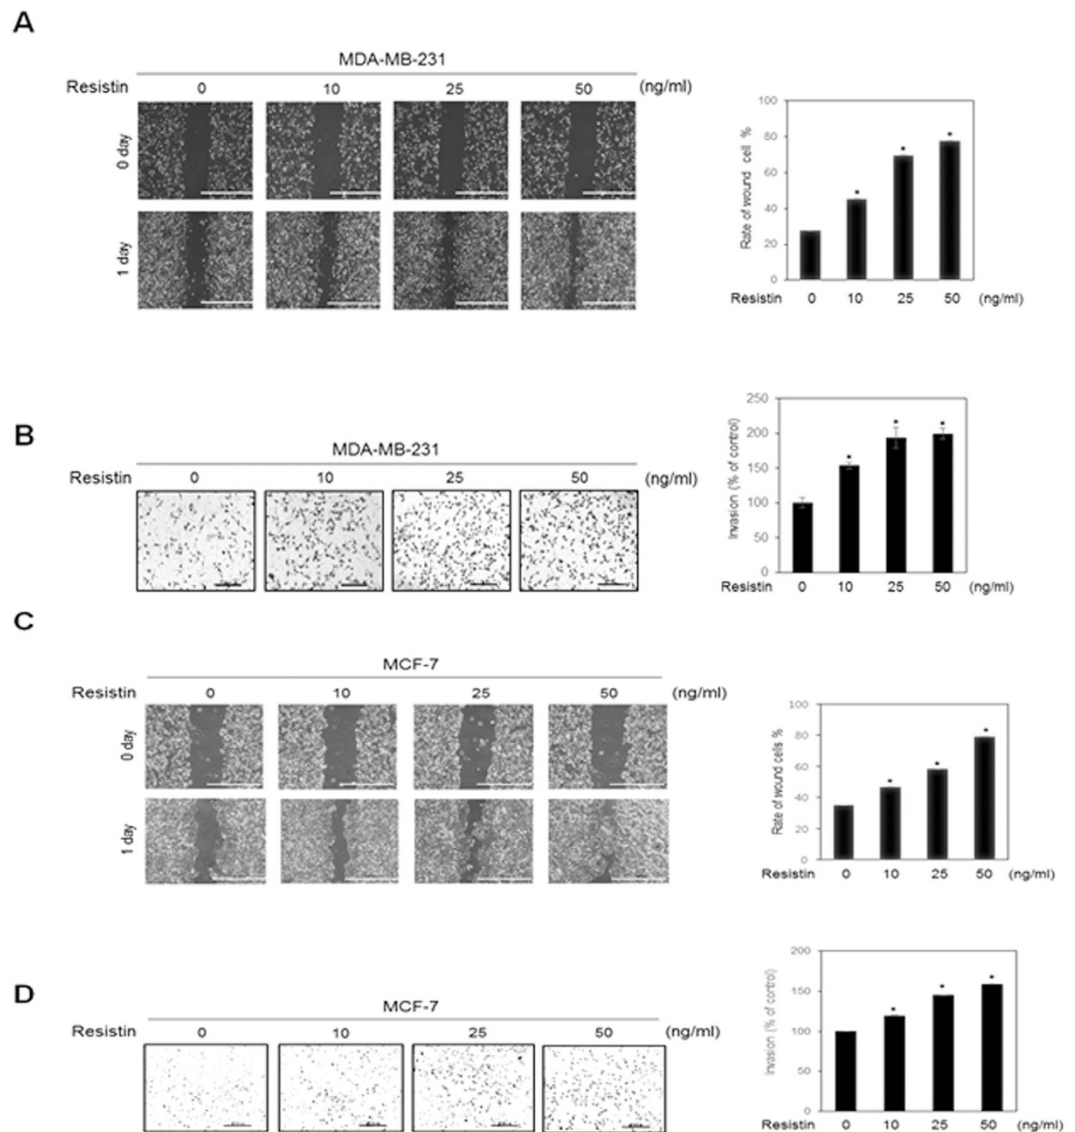 A
MDA-MB-231
Resistin 0 10 25 50 (ng/ml)
0 day
1 day
Rate of wound cell %
100
80
60
40
20
0
Resistin 0 10 25 50 (ng/ml)
B
MDA-MB-231
Resistin 0 10 25 50 (ng/ml)
Invasion (% of control)
250
200
150
100
50
0
Resistin 0 10 25 50 (ng/ml)
C
MCF-7
Resistin 0 10 25 50 (ng/ml)
0 day
1 day
Rate of wound cells %
100
80
60
40
20
0
Resistin 0 10 25 50 (ng/ml)
D
MCF-7
Resistin 0 10 25 50 (ng/ml)
Invasion (% of control)
200
150
100
50
0
Resistin 0 10 25 50 (ng/ml)